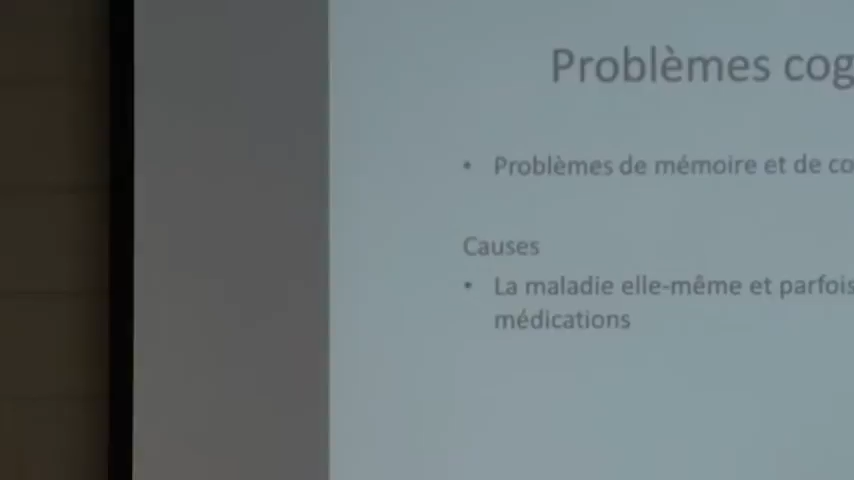 Problèmes cog
• Problèmes de mémoire et de co
Causes
• La maladie elle-même et parfois
médications